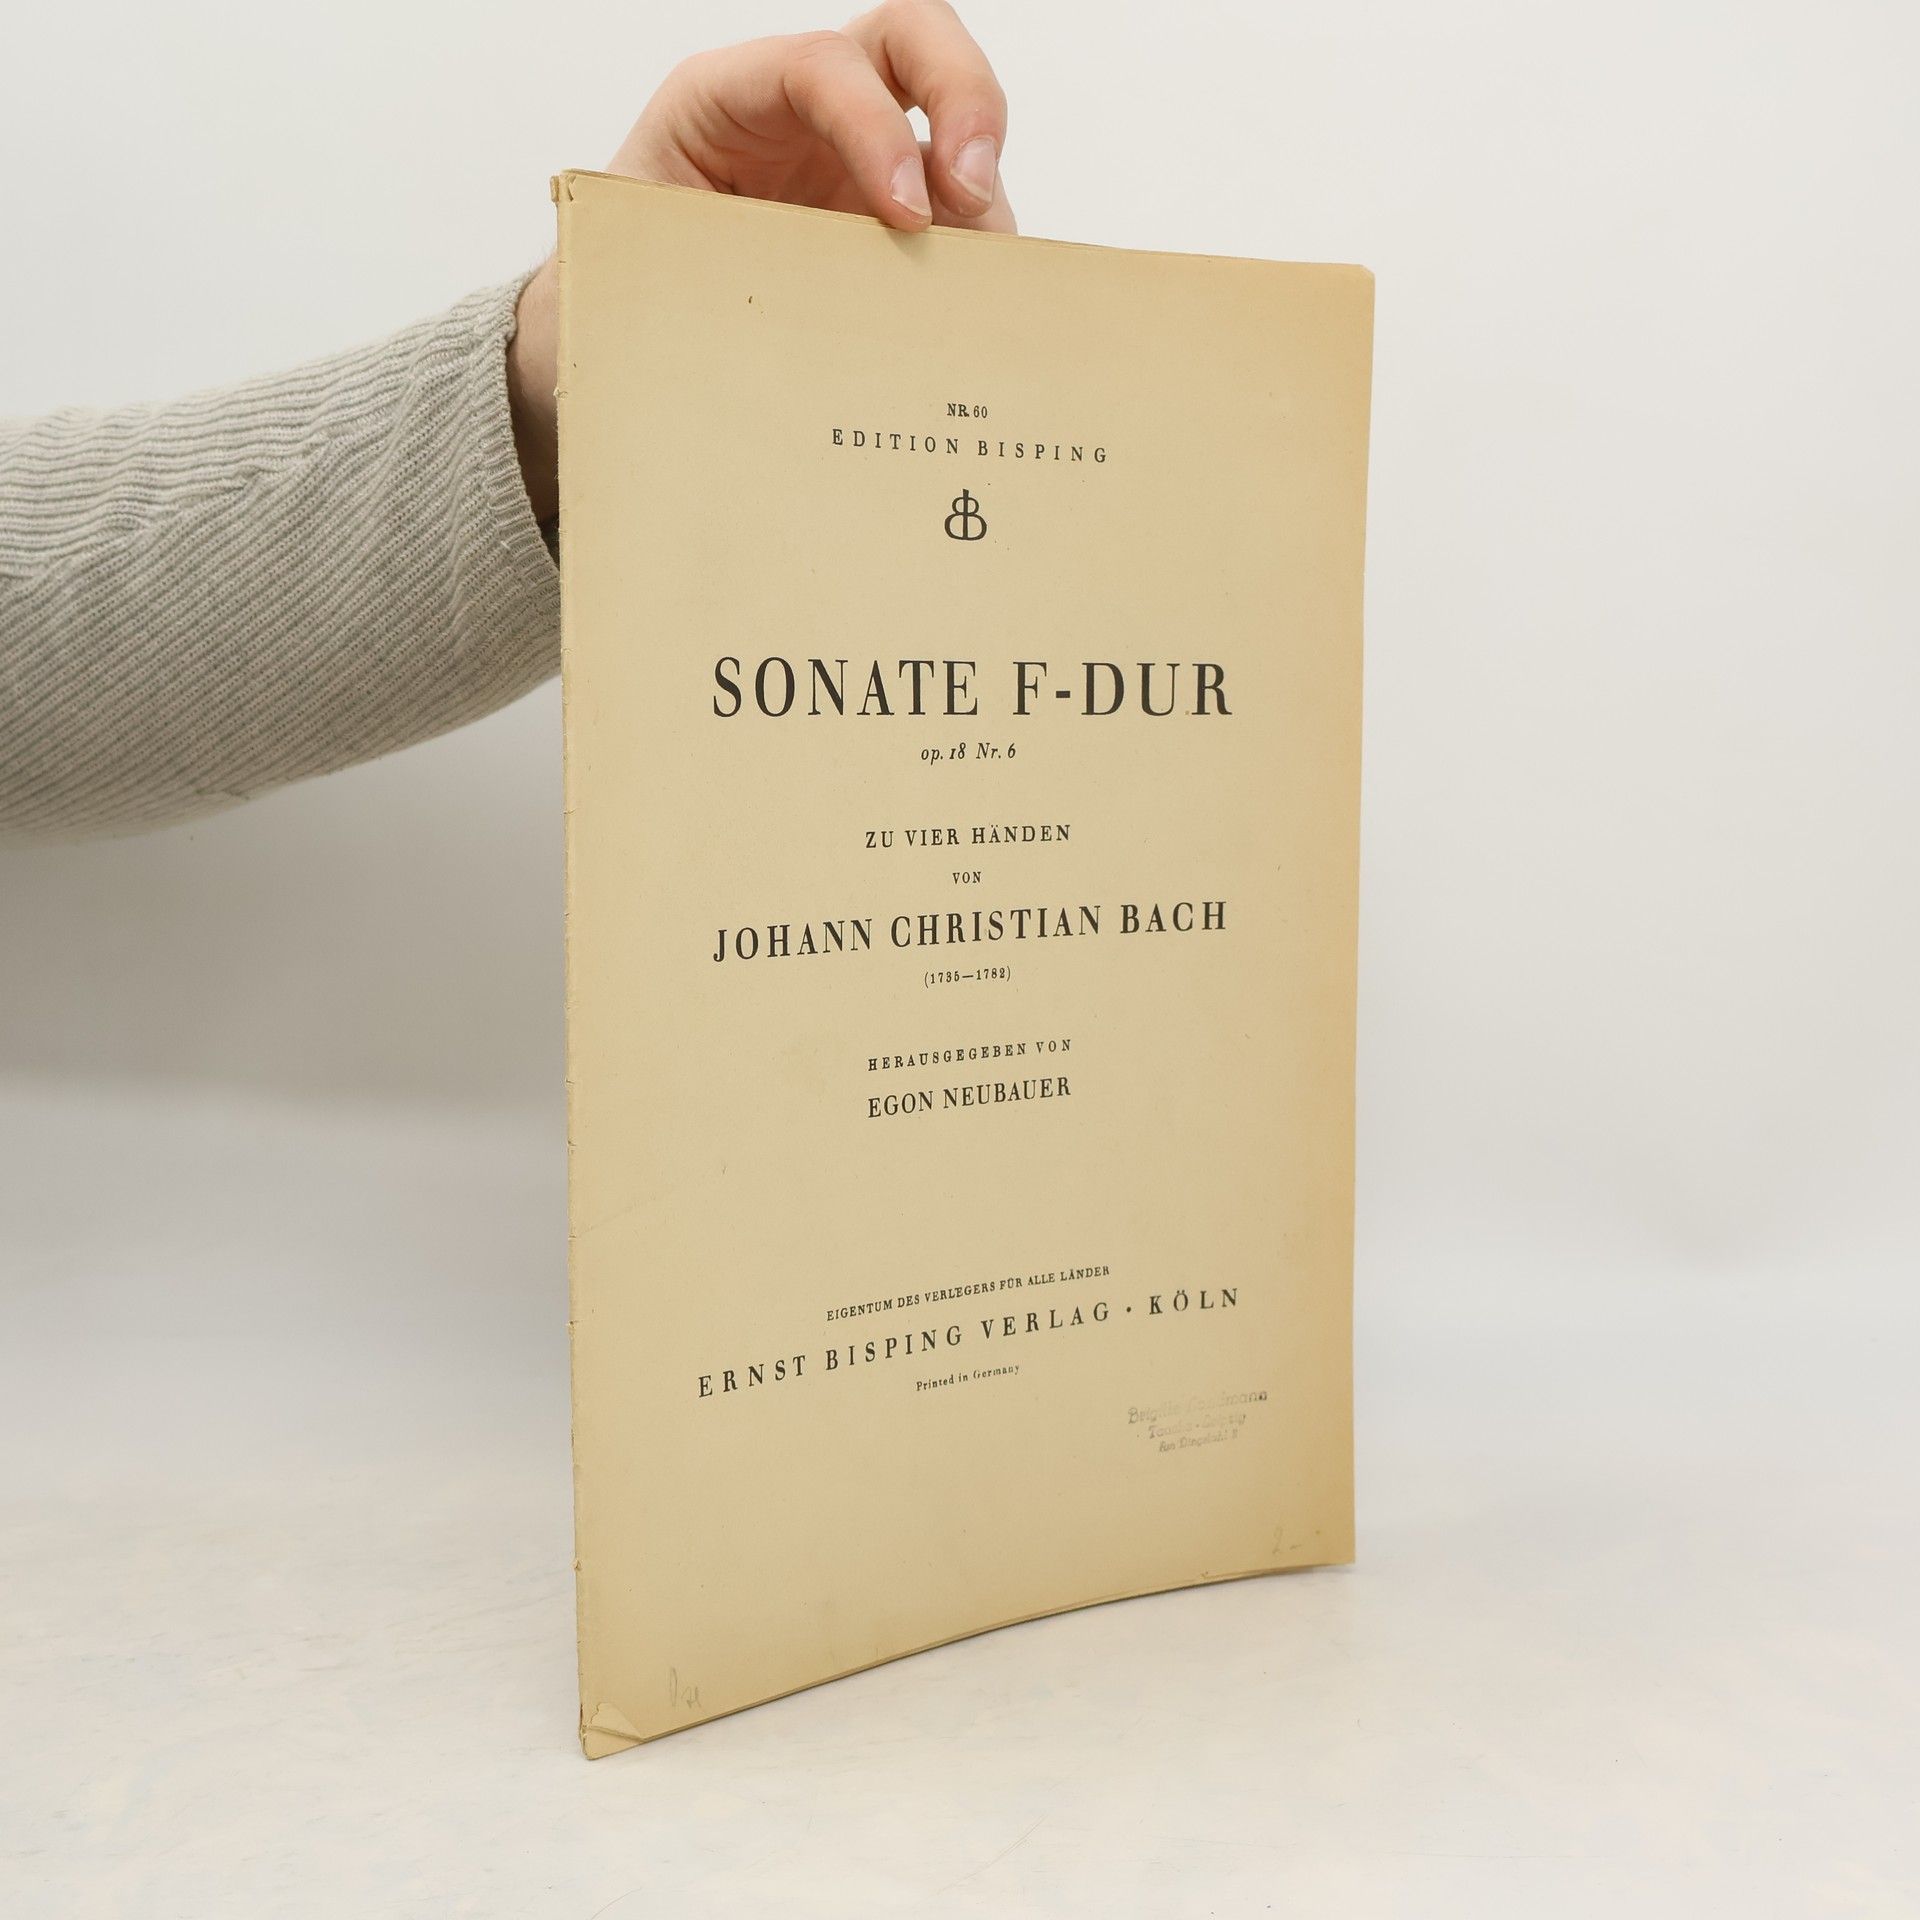 NR. 60
EDITION BISPING
SONATE F-DUR
op. 18 Nr. 6
ZU VIER HÄNDEN
VON
JOHANN CHRISTIAN BACH
(1735—1782)
HERAUSGEGEBEN VON
EGON NEUBAUER
EIGENTUM DES VERLEGERS FÜR ALLE LÄNDER
ERNST BISPING VERLAG · KÖLN
Printed in Germany